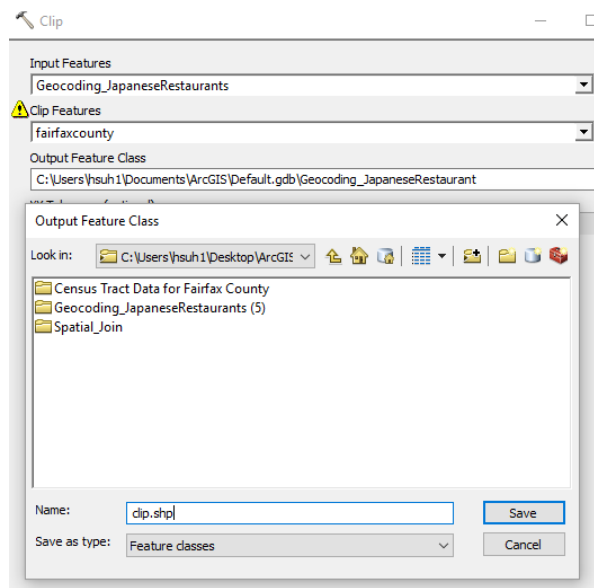 Clip
Input Features
Geocoding_JapaneseRestaurants
Clip Features
fairfaxcounty
Output Feature Class
C:\Users\hsuh1\Documents\ArcGIS\Default.gdb\Geocoding_JapaneseRestaurant
Output Feature Class
Look in: C:\Users\hsuh1\Desktop\ArcGIS
Census Tract Data for Fairfax County
Geocoding_JapaneseRestaurants (5)
Spatial_Join
Name: clip.shp Save
Save as type: Feature classes Cancel